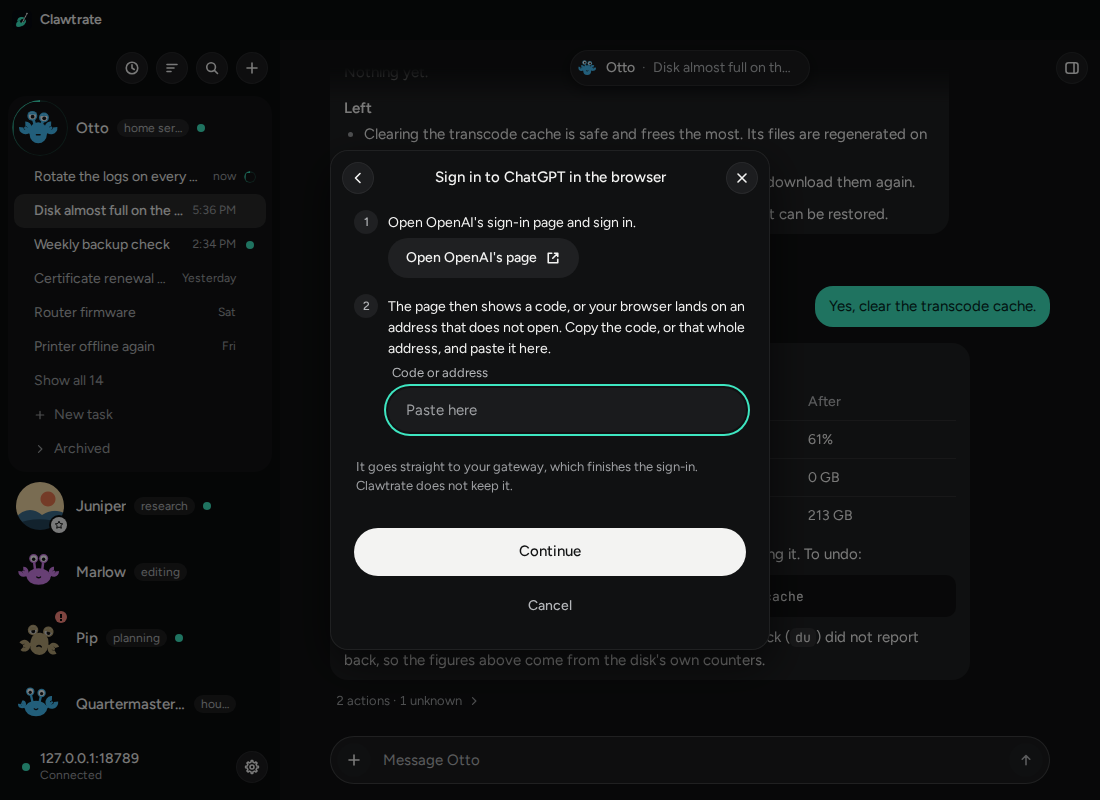 Clawtrate
Otto
home ser...
Rotate the logs on every ...
now
Disk almost full on the ...
5:36 PM
Weekly backup check
2:34 PM
Certificate renewal ...
Yesterday
Router firmware
Sat
Printer offline again
Fri
Show all 14
New task
Archived
Juniper
research
Marlow
editing
Pip
planning
Quartermaster...
hou...
127.0.0.1:18789
Connected
Otto · Disk almost full on th...
Nothing yet.
Left
• Clearing the transcode cache is safe and frees the most. Its files are regenerated on
download them again.
t can be restored.
Yes, clear the transcode cache.
After
61%
0 GB
213 GB
ng it. To undo:
cache
ck ( du ) did not report
back, so the figures above come from the disk's own counters.
2 actions · 1 unknown
Message Otto
Sign in to ChatGPT in the browser
1
Open OpenAI's sign-in page and sign in.
Open OpenAI's page
2
The page then shows a code, or your browser lands on an
address that does not open. Copy the code, or that whole
address, and paste it here.
Code or address
Paste here
It goes straight to your gateway, which finishes the sign-in.
Clawtrate does not keep it.
Continue
Cancel